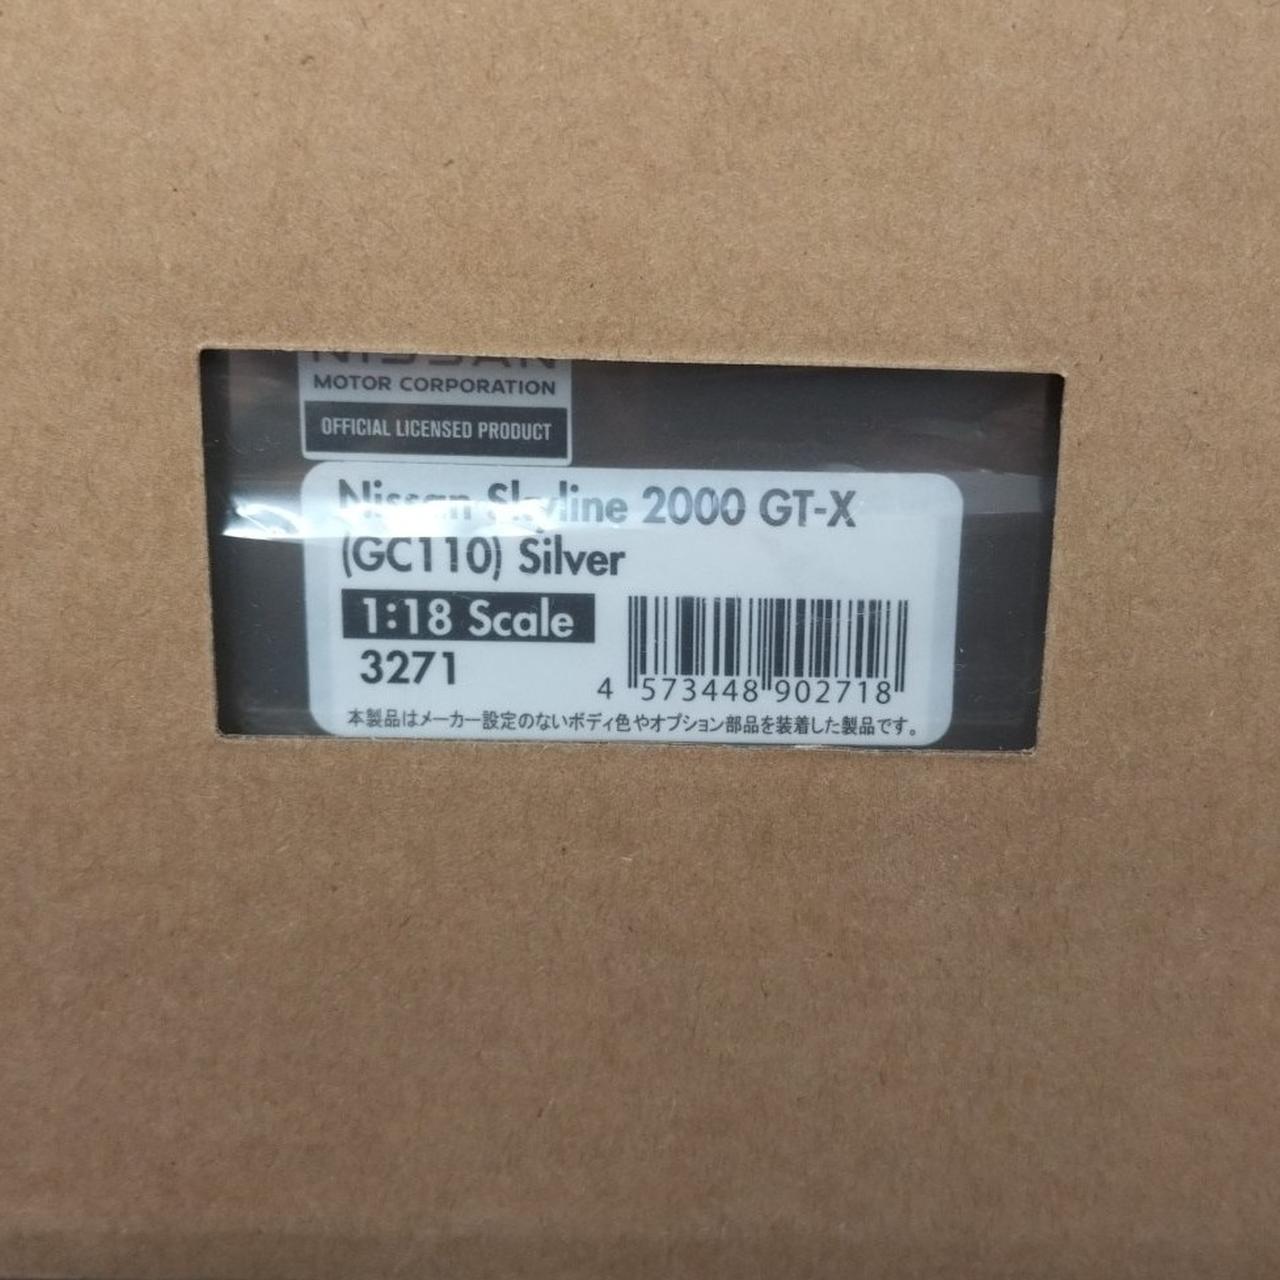 NISSAN
MOTOR CORPORATION
OFFICIAL LICENSED PRODUCT
Nissan Skyline 2000 GT-X
(GC110) Silver
1:18 Scale
3271
4 573448 902718
本製品はメーカー設定のないボディ色やオプション部品を装着した製品です。